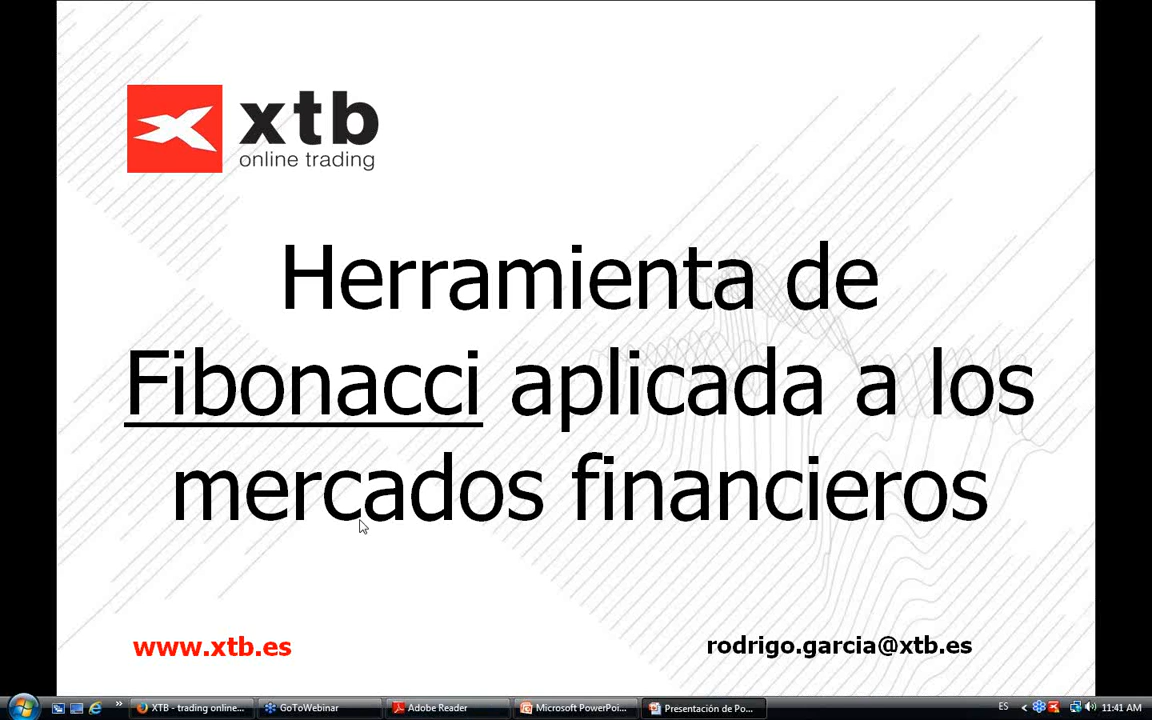 xtb
online trading
Herramienta de
Fibonacci aplicada a los
mercados financieros
www.xtb.es
rodrigo.garcia@xtb.es
XTB - trading online...
GoToWebinar
Adobe Reader
Microsoft PowerPoi...
Presentación de Po...
ES
11:41 AM